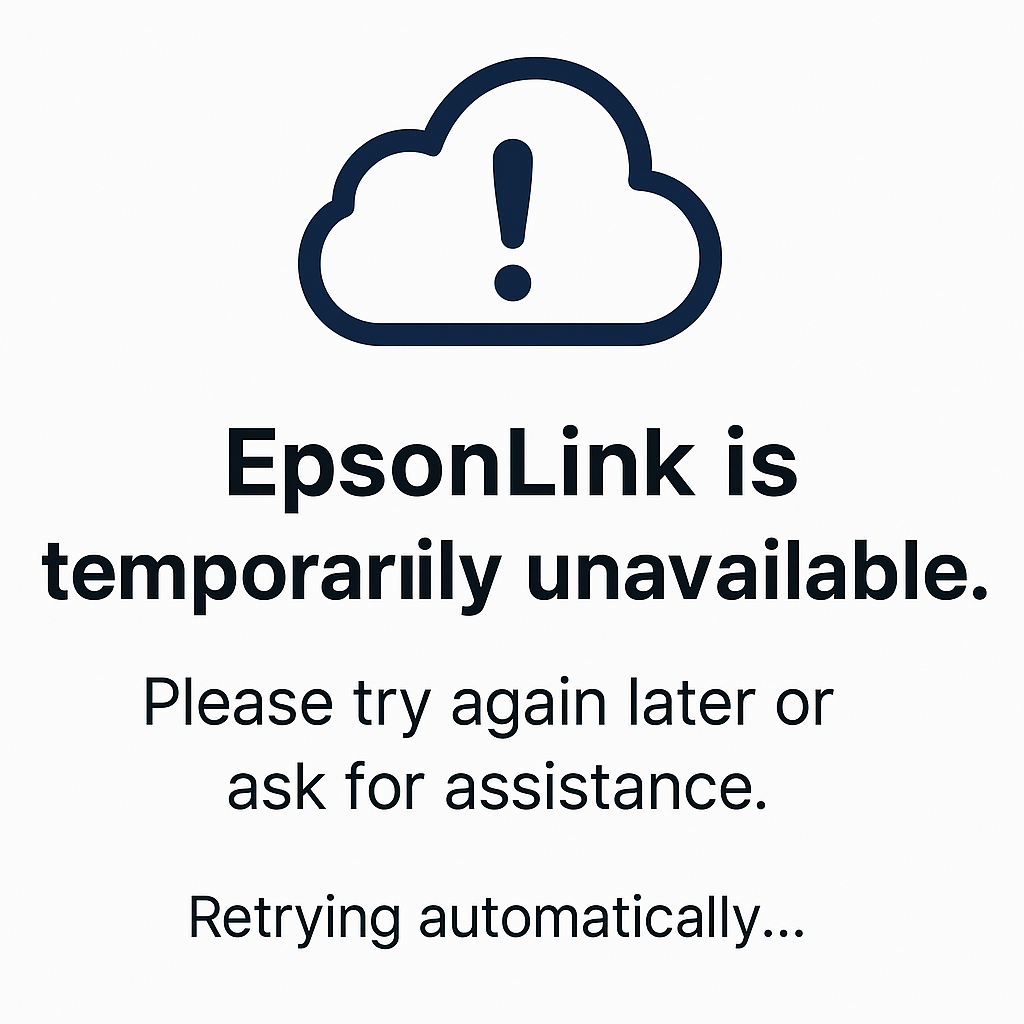 EpsonLink is
temporarıily unavailable.
Please try again later or
ask for assistance.
Retrying automatically...